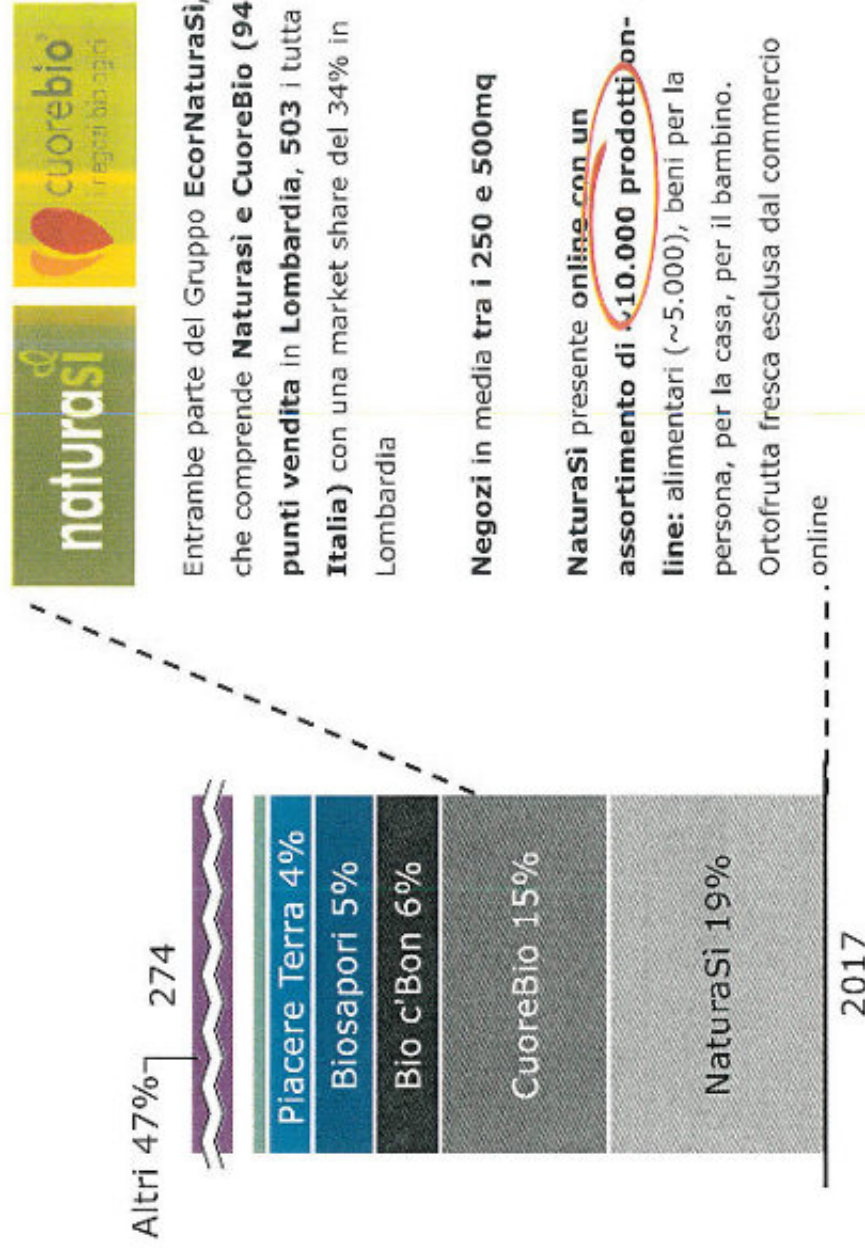 Altri 47%
274
Piacere Terra 4%
Biosapori 5%
Bio c'Bon 6%
CuoreBio 15%
NaturaSì 19%
2017
naturasì
cuorebio
i negozi biologici
Entrambe parte del Gruppo EcorNaturaSì,
che comprende Naturasì e CuoreBio (94
punti vendita in Lombardia, 503 i tutta
Italia) con una market share del 34% in
Lombardia
Negozi in media tra i 250 e 500mq
NaturaSì presente online con un
assortimento di ~10.000 prodotti on-
line: alimentari (~5.000), beni per la
persona, per la casa, per il bambino.
Ortofrutta fresca esclusa dal commercio
online